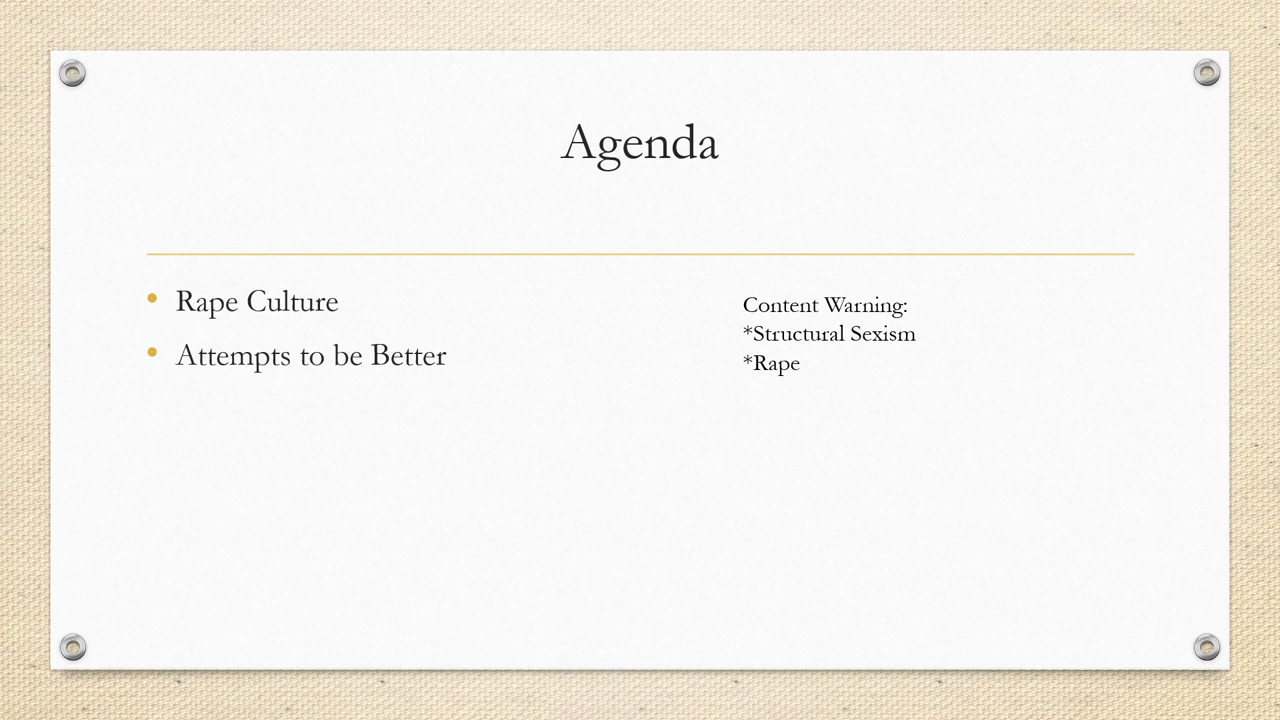 Agenda
• Rape Culture
• Attempts to be Better
Content Warning:
*Structural Sexism
*Rape